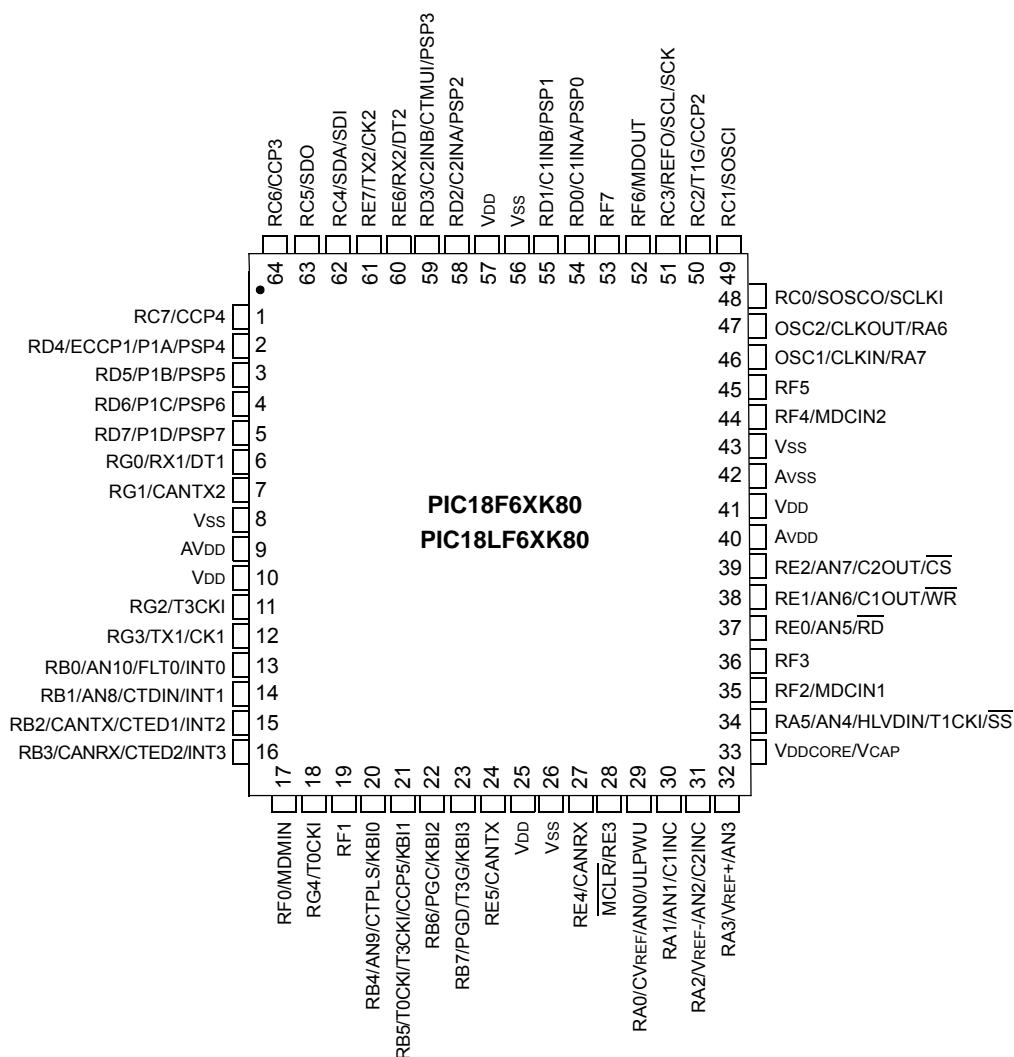 RC6/CCP3
RC5/SDO
RC4/SDA/SDI
RE7/TX2/CK2
RE6/RX2/DT2
RD3/C2INB/CTMUI/PSP3
RD2/C2INA/PSP2
VDD
VSS
RD1/C1INB/PSP1
RD0/C1INA/PSP0
RF7
RF6/MDOUT
RC3/REFO/SCL/SCK
RC2/T1G/CCP2
RC1/SOSCI
64 63 62 61 60 59 58 57 56 55 54 53 52 51 50 49
RC7/CCP4 1
RD4/ECCP1/P1A/PSP4 2
RD5/P1B/PSP5 3
RD6/P1C/PSP6 4
RD7/P1D/PSP7 5
RG0/RX1/DT1 6
RG1/CANTX2 7
VSS 8
AVDD 9
VDD 10
RG2/T3CKI 11
RG3/TX1/CK1 12
RB0/AN10/FLT0/INT0 13
RB1/AN8/CTDIN/INT1 14
RB2/CANTX/CTED1/INT2 15
RB3/CANRX/CTED2/INT3 16
PIC18F6XK80
PIC18LF6XK80
48 RC0/SOSCO/SCLKI
47 OSC2/CLKOUT/RA6
46 OSC1/CLKIN/RA7
45 RF5
44 RF4/MDCIN2
43 VSS
42 AVSS
41 VDD
40 AVDD
39 RE2/AN7/C2OUT/C̅S̅
38 RE1/AN6/C1OUT/W̅R̅
37 RE0/AN5/R̅D̅
36 RF3
35 RF2/MDCIN1
34 RA5/AN4/HLVDIN/T1CKI/S̅S̅
33 VDDCORE/VCAP
17 18 19 20 21 22 23 24 25 26 27 28 29 30 31 32
RF0/MDMIN
RG4/T0CKI
RF1
RB4/AN9/CTPLS/KBI0
RB5/T0CKI/T3CKI/CCP5/KBI1
RB6/PGC/KBI2
RB7/PGD/T3G/KBI3
RE5/CANTX
VDD
VSS
RE4/CANRX
M̅C̅L̅R̅/RE3
RA0/CVREF/AN0/ULPWU
RA1/AN1/C1INC
RA2/VREF-/AN2/C2INC
RA3/VREF+/AN3